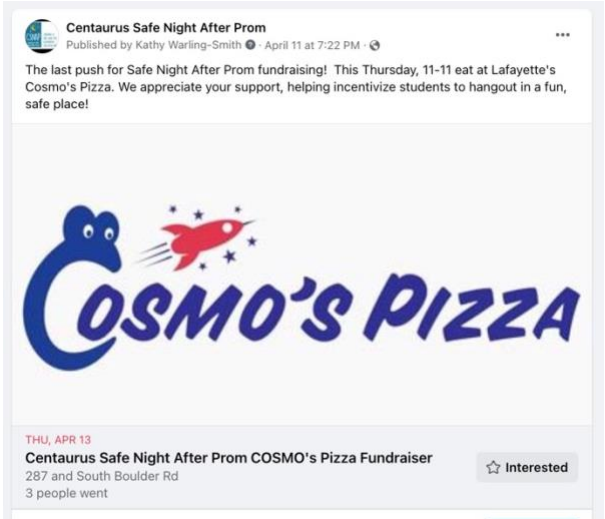 Centaurus Safe Night After Prom
Published by Kathy Warling-Smith · April 11 at 7:22 PM ·
The last push for Safe Night After Prom fundraising! This Thursday, 11-11 eat at Lafayette's
Cosmo's Pizza. We appreciate your support, helping incentivize students to hangout in a fun,
safe place!
COSMO'S PIZZA
THU, APR 13
Centaurus Safe Night After Prom COSMO's Pizza Fundraiser
287 and South Boulder Rd
3 people went
Interested